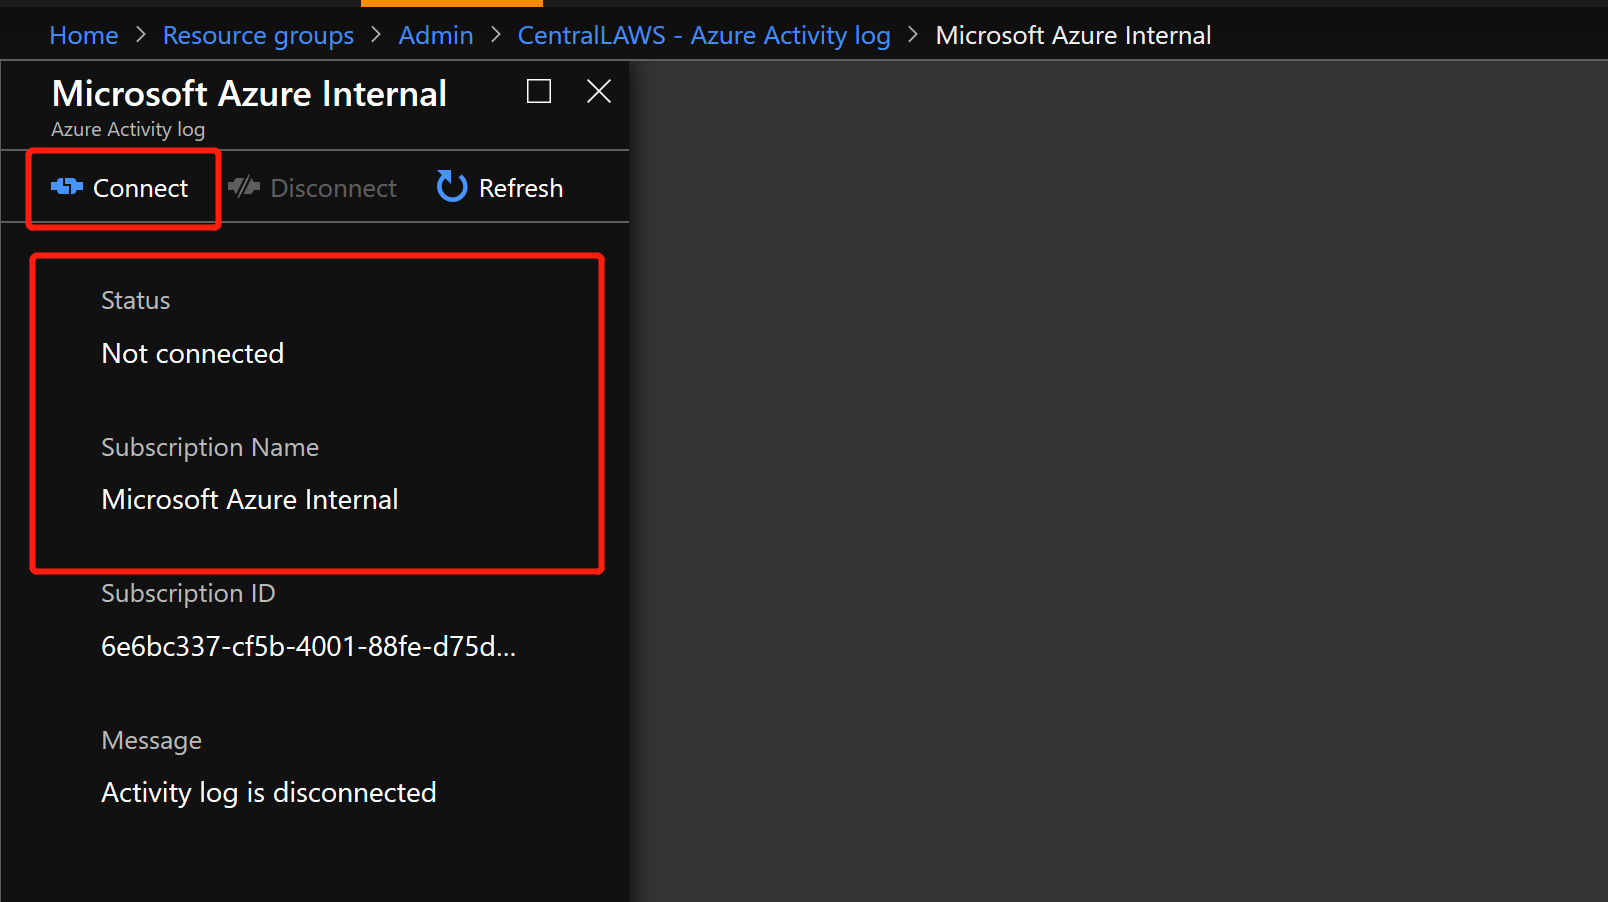 Home > Resource groups > Admin > CentralLAWS - Azure Activity log > Microsoft Azure Internal
Microsoft Azure Internal
Azure Activity log
Connect Disconnect Refresh
Status
Not connected
Subscription Name
Microsoft Azure Internal
Subscription ID
6e6bc337-cf5b-4001-88fe-d75d...
Message
Activity log is disconnected